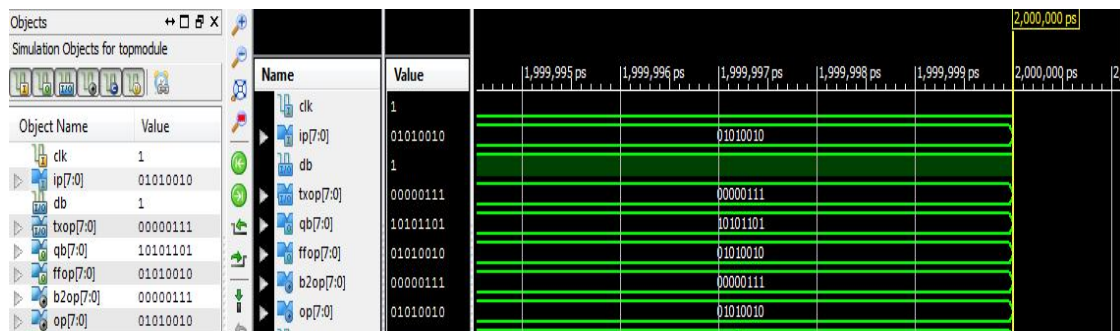 Objects
Simulation Objects for topmodule
Object Name Value
clk 1
ip[7:0] 01010010
db 1
txop[7:0] 00000111
qb[7:0] 10101101
ffop[7:0] 01010010
b2op[7:0] 00000111
op[7:0] 01010010
2,000,000 ps
Name Value 1,999,995 ps 1,999,996 ps 1,999,997 ps 1,999,998 ps 1,999,999 ps 2,000,000 ps 2
clk 1
ip[7:0] 01010010 01010010
db 1
txop[7:0] 00000111 00000111
qb[7:0] 10101101 10101101
ffop[7:0] 01010010 01010010
b2op[7:0] 00000111 00000111
op[7:0] 01010010 01010010